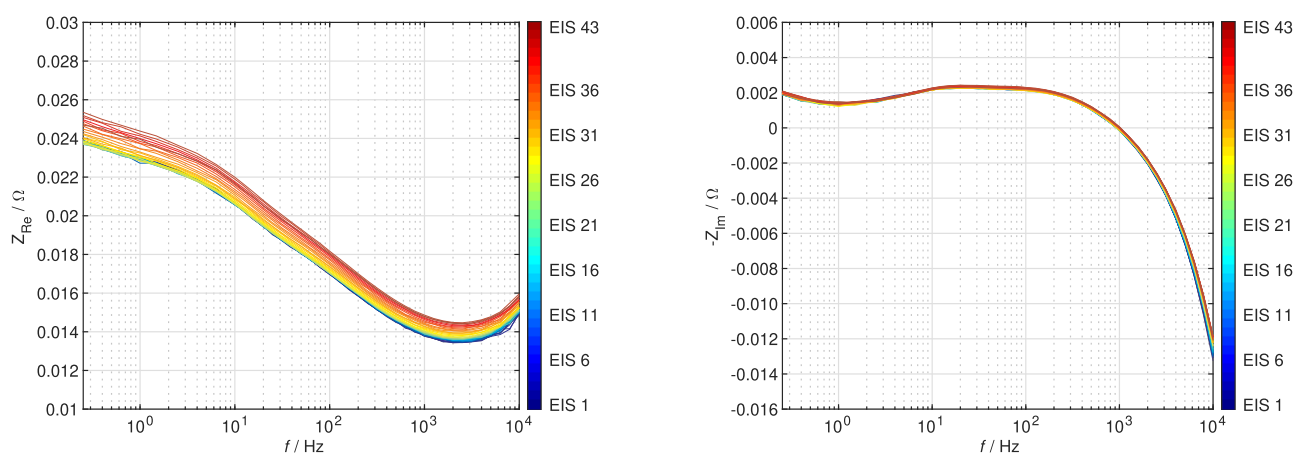 0.03
0.028
0.026
0.024
0.022
0.02
0.018
0.016
0.014
0.012
0.01
Z_Re / Ω
10^0
10^1
10^2
10^3
10^4
f / Hz
EIS 43
EIS 36
EIS 31
EIS 26
EIS 21
EIS 16
EIS 11
EIS 6
EIS 1
0.006
0.004
0.002
0
-0.002
-0.004
-0.006
-0.008
-0.010
-0.012
-0.014
-0.016
-Z_Im / Ω
10^0
10^1
10^2
10^3
10^4
f / Hz
EIS 43
EIS 36
EIS 31
EIS 26
EIS 21
EIS 16
EIS 11
EIS 6
EIS 1